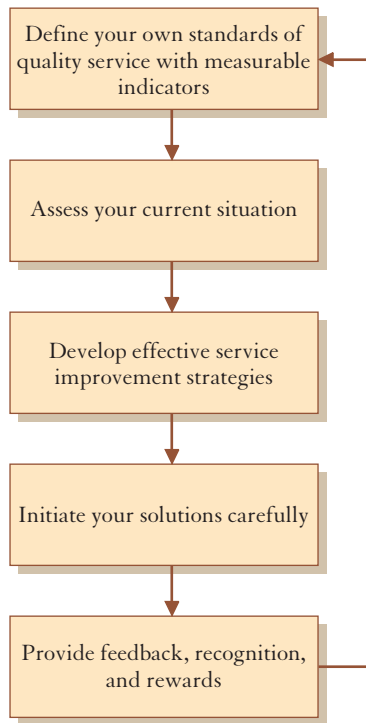 Define your own standards of
quality service with measurable
indicators
Assess your current situation
Develop effective service
improvement strategies
Initiate your solutions carefully
Provide feedback, recognition,
and rewards